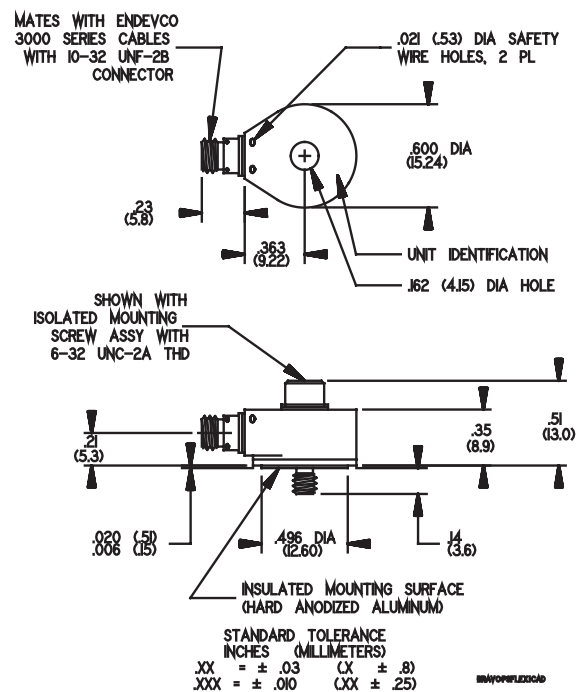 MATES WITH ENDEVCO
3000 SERIES CABLES
WITH 10-32 UNF-2B
CONNECTOR
.021 (.53) DIA SAFETY
WIRE HOLES, 2 PL
.600 DIA
(15.24)
.23
(5.8)
.363
(9.22)
UNIT IDENTIFICATION
.162 (4.15) DIA HOLE
SHOWN WITH
ISOLATED MOUNTING
SCREW ASSY WITH
6-32 UNC-2A THD
.21
(5.3)
.35
(8.9)
.51
(13.0)
.020 (.51)
.006 (.15)
.496 DIA
(12.60)
.14
(3.6)
INSULATED MOUNTING SURFACE
(HARD ANODIZED ALUMINUM)
STANDARD TOLERANCE
INCHES (MILLIMETERS)
.XX = ± .03 (.X ± .8)
.XXX = ± .010 (.XX ± .25)